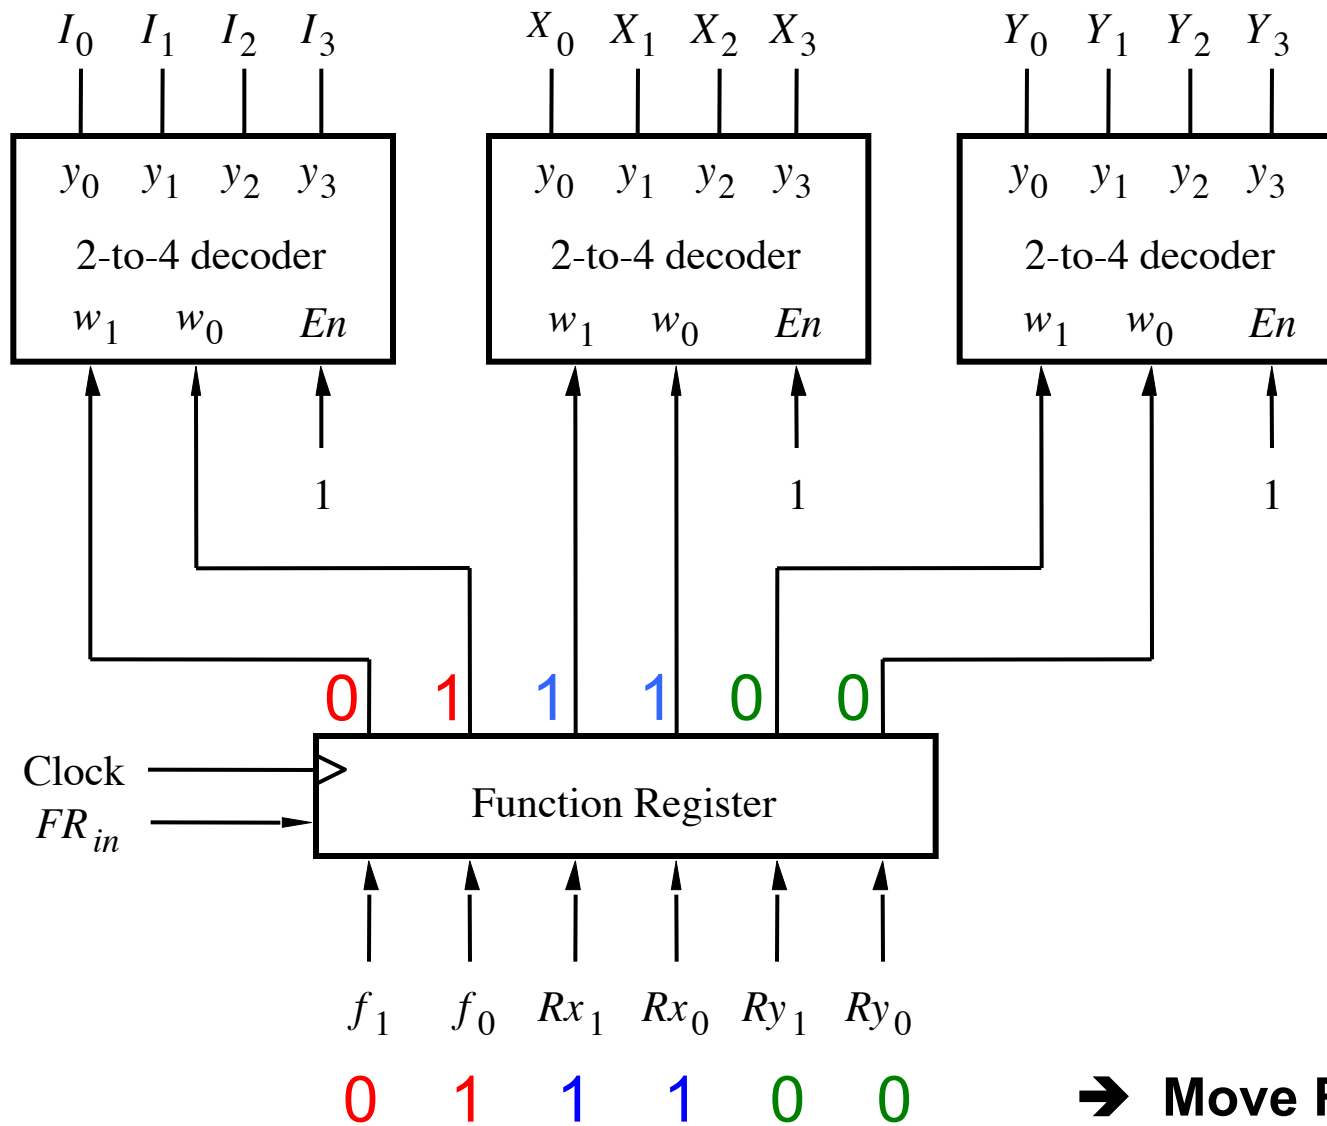 I0 I1 I2 I3 X0 X1 X2 X3 Y0 Y1 Y2 Y3
y0 y1 y2 y3 y0 y1 y2 y3 y0 y1 y2 y3
2-to-4 decoder 2-to-4 decoder 2-to-4 decoder
w1 w0 En w1 w0 En w1 w0 En
1 1 1
0 1 1 1 0 0
Clock
FRin
Function Register
f1 f0 Rx1 Rx0 Ry1 Ry0
0 1 1 1 0 0 ➔ Move